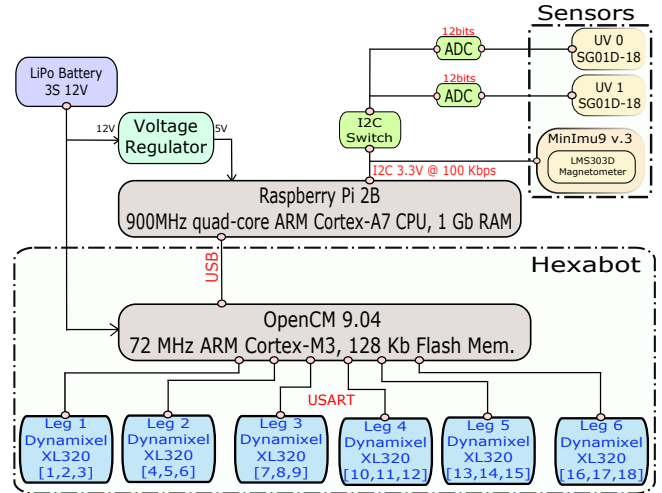 Sensors
12bits
ADC
UV 0
SG01D-18
LiPo Battery
3S 12V
12bits
ADC
UV 1
SG01D-18
12V
Voltage
Regulator
5V
I2C
Switch
MinImu9 v.3
LMS303D
Magnetometer
I2C 3.3V @ 100 Kbps
Raspberry Pi 2B
900MHz quad-core ARM Cortex-A7 CPU, 1 Gb RAM
USB
Hexabot
OpenCM 9.04
72 MHz ARM Cortex-M3, 128 Kb Flash Mem.
USART
Leg 1
Dynamixel
XL320
[1,2,3]
Leg 2
Dynamixel
XL320
[4,5,6]
Leg 3
Dynamixel
XL320
[7,8,9]
Leg 4
Dynamixel
XL320
[10,11,12]
Leg 5
Dynamixel
XL320
[13,14,15]
Leg 6
Dynamixel
XL320
[16,17,18]